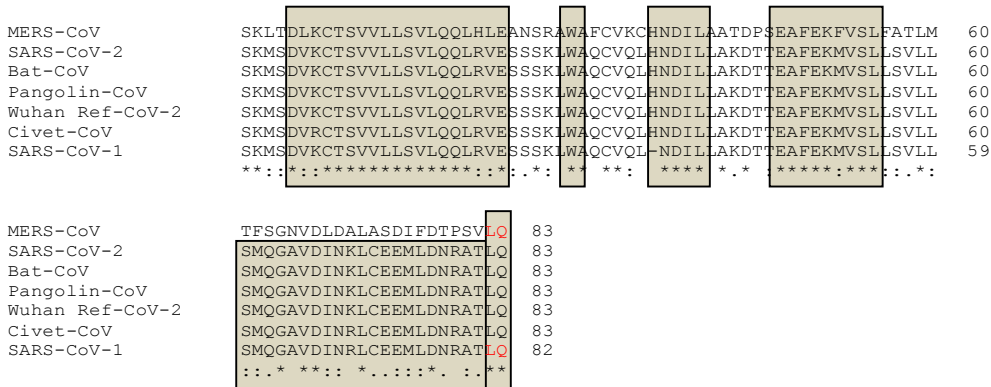 MERS-CoV SKLTDLKCTSVVLLSVLQQLHLEANSRAWAFCVKCHNDILAATDPSEAFEKFVSLFATLM 60
SARS-CoV-2 SKMSDVKCTSVVLLSVLQQLRVESSSKLWAQCVQLHNDILLAKDTTEAFEKMVSLLSVLL 60
Bat-CoV SKMSDVKCTSVVLLSVLQQLRVESSSKLWAQCVQLHNDILLAKDTTEAFEKMVSLLSVLL 60
Pangolin-CoV SKMSDVKCTSVVLLSVLQQLRVESSSKLWAQCVQLHNDILLAKDTTEAFEKMVSLLSVLL 60
Wuhan Ref-CoV-2 SKMSDVKCTSVVLLSVLQQLRVESSSKLWAQCVQLHNDILLAKDTTEAFEKMVSLLSVLL 60
Civet-CoV SKMSDVRCTSVVLLSVLQQLRVESSSKLWAQCVQLHNDILLAKDTTEAFEKMVSLLSVLL 60
SARS-CoV-1 SKMSDVKCTSVVLLSVLQQLRVESSSKLWAQCVQL-NDILLAKDTTEAFEKMVSLLSVLL 59
**::*::****************::*:.*: ** **: **** *.* :*****:***::.*:
MERS-CoV TFSGNVDLDALASDIFDTPSVLQ 83
SARS-CoV-2 SMQGAVDINKLCEEMLDNRATLQ 83
Bat-CoV SMQGAVDINKLCEEMLDNRATLQ 83
Pangolin-CoV SMQGAVDINKLCEEMLDNRATLQ 83
Wuhan Ref-CoV-2 SMQGAVDINKLCEEMLDNRATLQ 83
Civet-CoV SMQGAVDINRLCEEMLDNRATLQ 83
SARS-CoV-1 SMQGAVDINRLCEEMLDNRATLQ 82
::.* **:: *..:::*. :.**